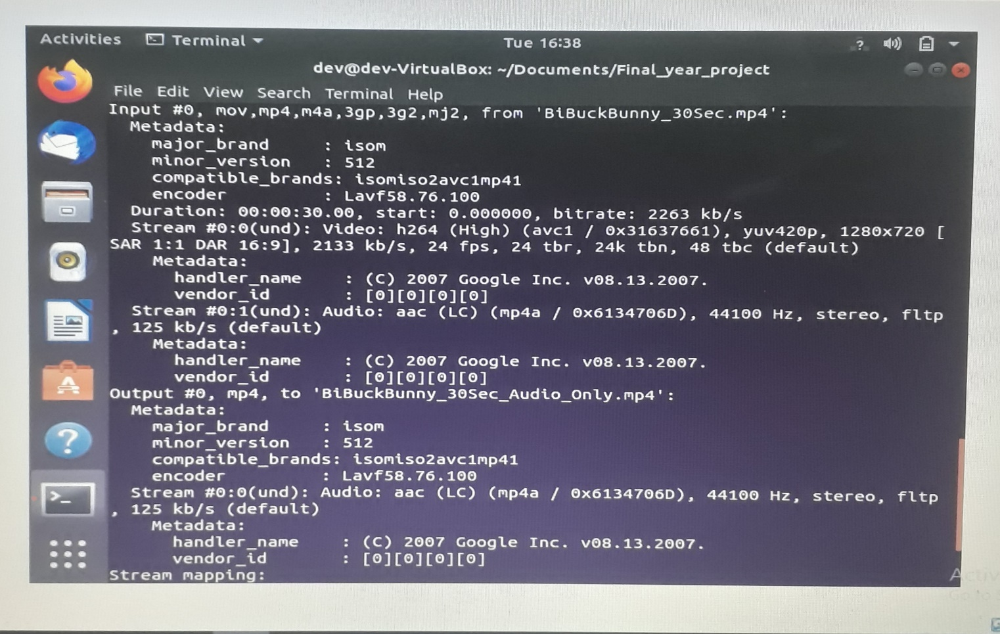 Activities Terminal Tue 16:38
dev@dev-VirtualBox: ~/Documents/Final_year_project
File Edit View Search Terminal Help
Input #0, mov,mp4,m4a,3gp,3g2,mj2, from 'BiBuckBunny_30Sec.mp4':
Metadata:
major_brand : isom
minor_version : 512
compatible_brands: isomiso2avc1mp41
encoder : Lavf58.76.100
Duration: 00:00:30.00, start: 0.000000, bitrate: 2263 kb/s
Stream #0:0(und): Video: h264 (High) (avc1 / 0x31637661), yuv420p, 1280x720 [
SAR 1:1 DAR 16:9], 2133 kb/s, 24 fps, 24 tbr, 24k tbn, 48 tbc (default)
Metadata:
handler_name : (C) 2007 Google Inc. v08.13.2007.
vendor_id : [0][0][0][0]
Stream #0:1(und): Audio: aac (LC) (mp4a / 0x6134706D), 44100 Hz, stereo, fltp
, 125 kb/s (default)
Metadata:
handler_name : (C) 2007 Google Inc. v08.13.2007.
vendor_id : [0][0][0][0]
Output #0, mp4, to 'BiBuckBunny_30Sec_Audio_Only.mp4':
Metadata:
major_brand : isom
minor_version : 512
compatible_brands: isomiso2avc1mp41
encoder : Lavf58.76.100
Stream #0:0(und): Audio: aac (LC) (mp4a / 0x6134706D), 44100 Hz, stereo, fltp
, 125 kb/s (default)
Metadata:
handler_name : (C) 2007 Google Inc. v08.13.2007.
vendor_id : [0][0][0][0]
Stream mapping: